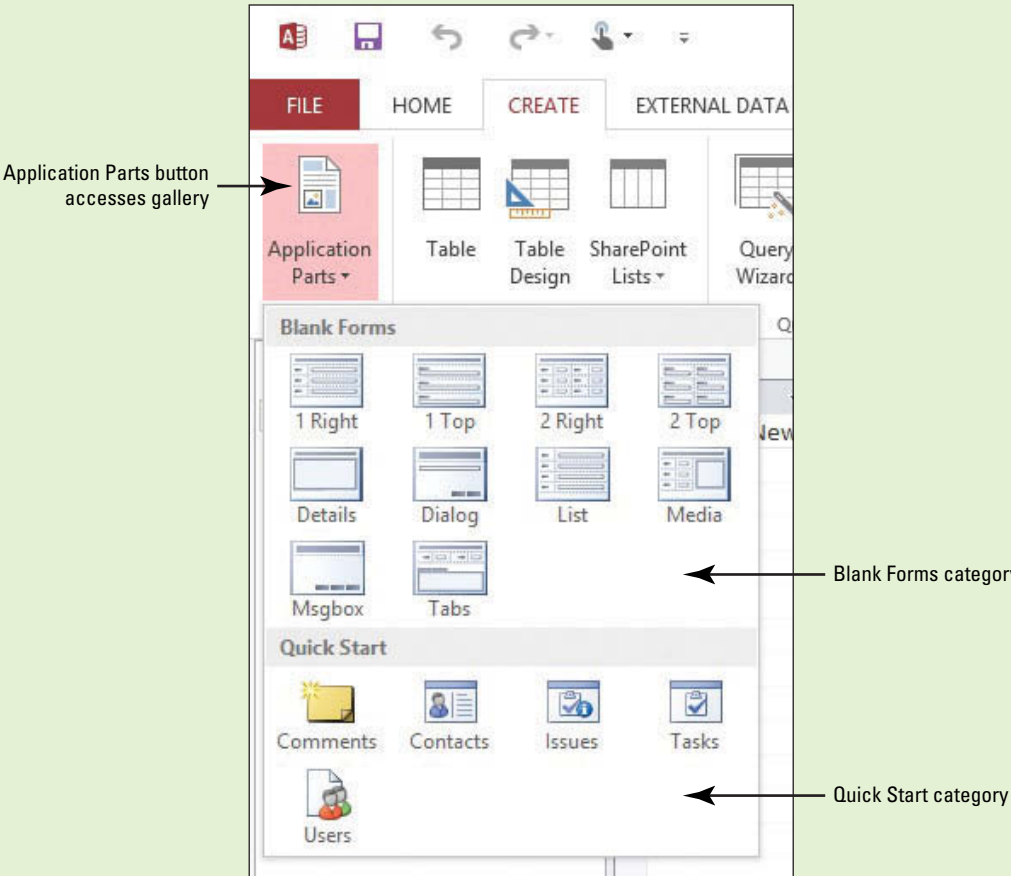 FILE HOME CREATE EXTERNAL DATA
Application Parts button
accesses gallery
Application
Parts
Table
Table
Design
SharePoint
Lists
Query
Blank Forms
1 Right 1 Top 2 Right 2 Top
New
Details Dialog List Media
Msgbox Tabs
Blank Forms
Quick Start
Comments Contacts Issues Tasks
Users
Quick Start category